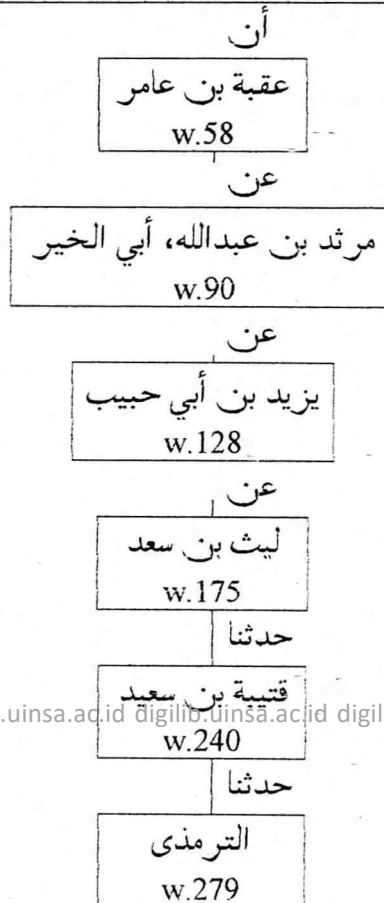 أن
عقبة بن عامر
w.58
عن
مرثد بن عبدالله، أبي الخير
w.90
عن
يزيد بن أبي حبيب
w.128
عن
ليث بن سعد
w.175
حدثنا
قتيبة بن سعيد
.uinsa.ac.id digilib.uinsa.ac.id digil
w.240
حدثنا
الترمذى
w.279